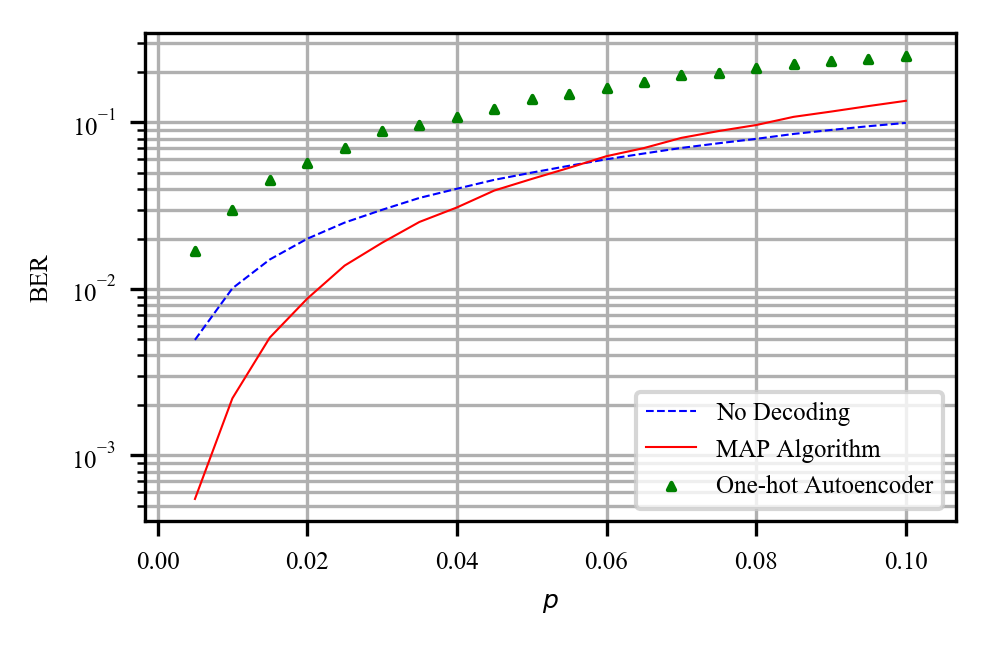 BER
10⁻¹
10⁻²
10⁻³
No Decoding
MAP Algorithm
One-hot Autoencoder
0.00 0.02 0.04 0.06 0.08 0.10
p